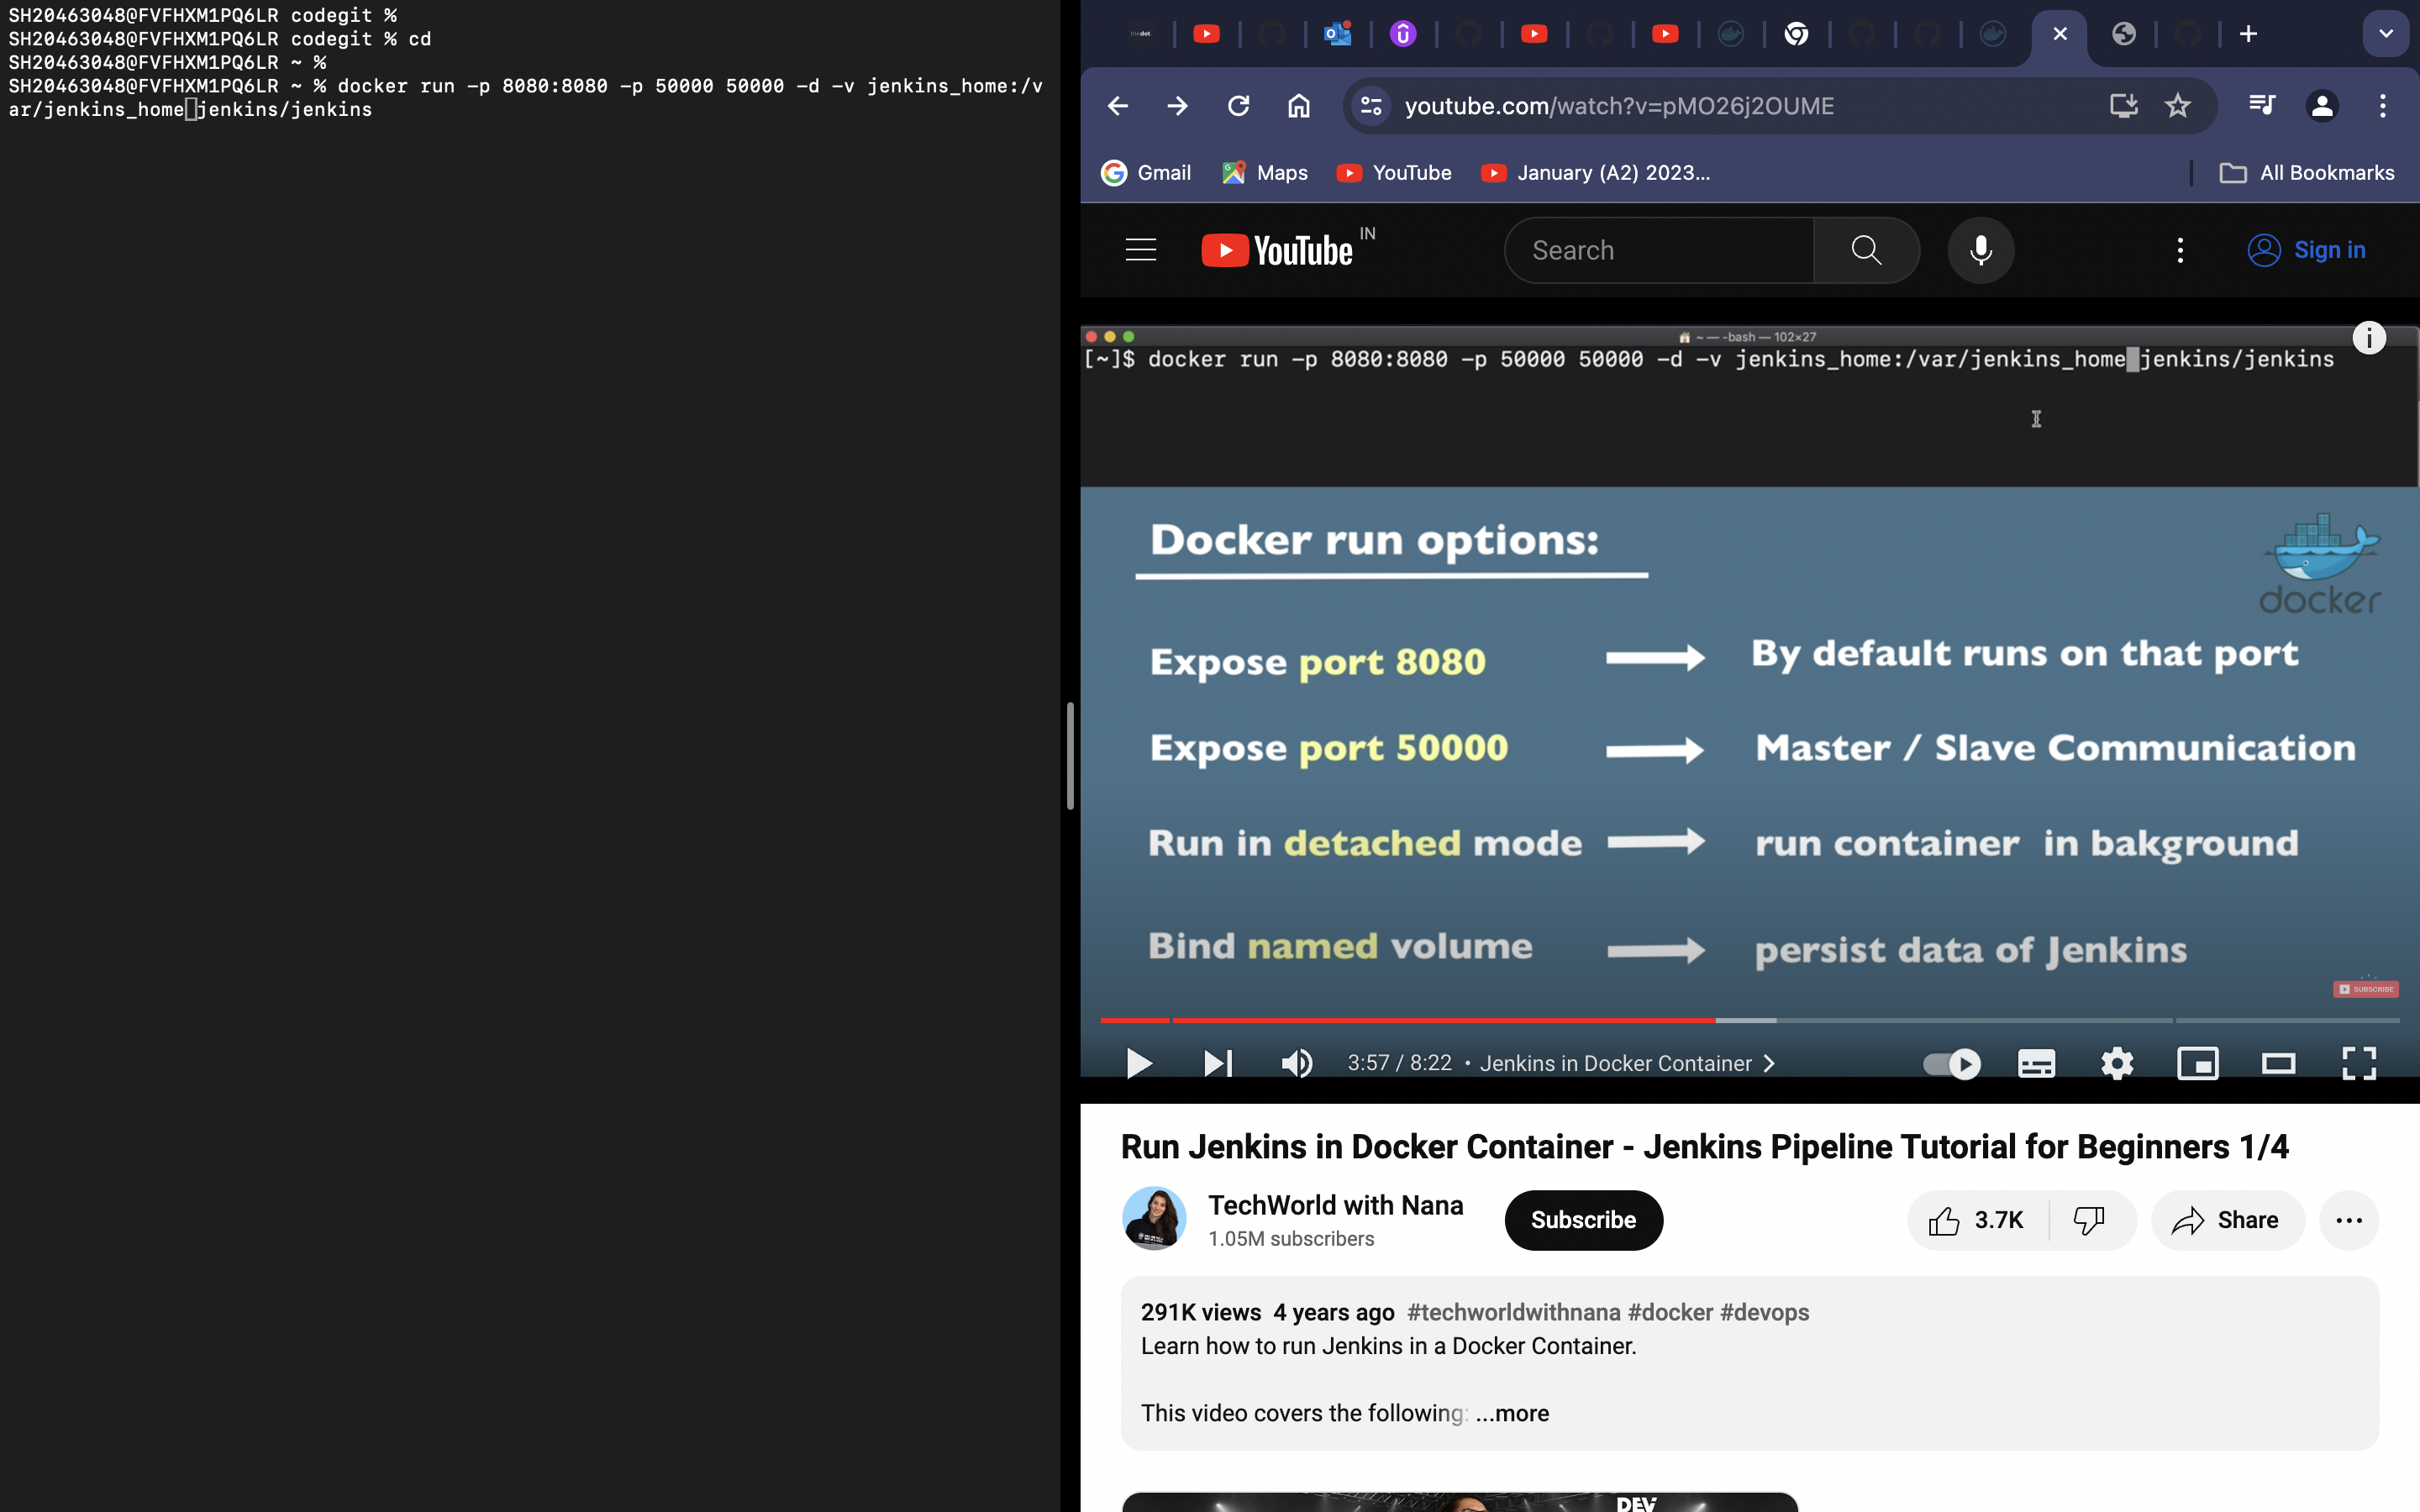 SH20463048@FVFHXM1PQ6LR codegit %
SH20463048@FVFHXM1PQ6LR codegit % cd
SH20463048@FVFHXM1PQ6LR ~ %
SH20463048@FVFHXM1PQ6LR ~ % docker run -p 8080:8080 -p 50000 50000 -d -v jenkins_home:/v
ar/jenkins_home jenkins/jenkins
youtube.com/watch?v=pMO26j2OUME
Gmail Maps YouTube January (A2) 2023... All Bookmarks
YouTube IN Search Sign in
~ — -bash — 102×27
[~]$ docker run -p 8080:8080 -p 50000 50000 -d -v jenkins_home:/var/jenkins_home jenkins/jenkins
Docker run options:
docker
Expose port 8080 By default runs on that port
Expose port 50000 Master / Slave Communication
Run in detached mode run container in bakground
Bind named volume persist data of Jenkins
SUBSCRIBE
3:57 / 8:22 • Jenkins in Docker Container
Run Jenkins in Docker Container - Jenkins Pipeline Tutorial for Beginners 1/4
TechWorld with Nana
1.05M subscribers
Subscribe
3.7K
Share
291K views 4 years ago #techworldwithnana #docker #devops
Learn how to run Jenkins in a Docker Container.
This video covers the following: ...more
DEV